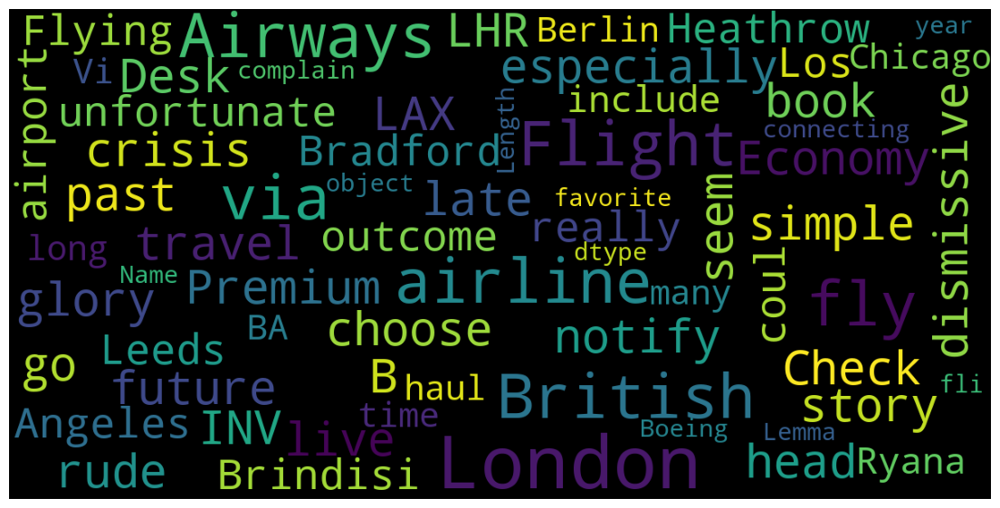 Flying
Airways
LHR
Berlin
Heathrow
year
Vi
Desk
complain
especially
Los
Chicago
airport
unfortunate
LAX
Length
include
book
connecting
dismissive
crisis
Bradford
Flight
Economy
past
via
object
late
favorite
really
seem
simple
long
travel
outcome
dtype
coul
Name
glory
Premium
airline
many
fly
BA
choose
notify
go
Leeds
future
B
haul
British
Check
story
fli
Angeles
INV
live
time
Boeing
Lemma
rude
Brindisi
London
head
Ryana